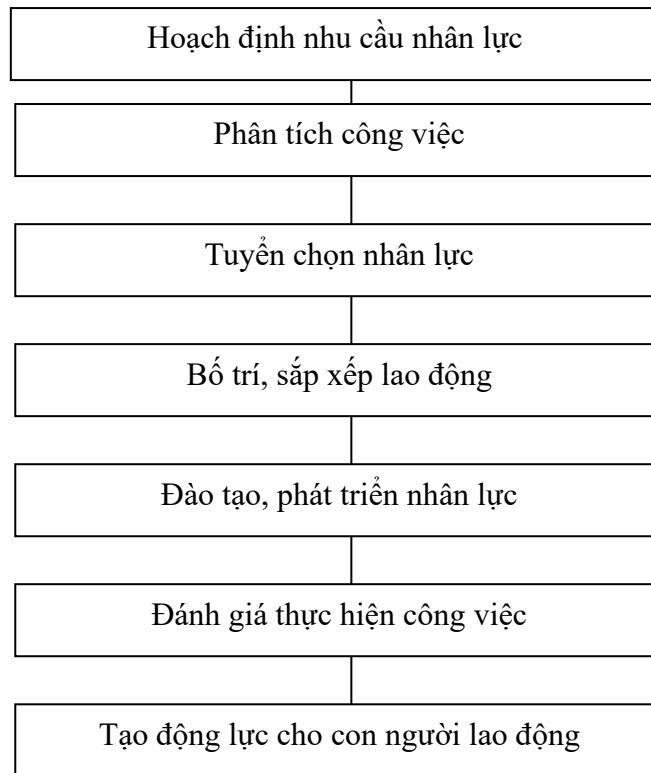 Hoạch định nhu cầu nhân lực
Phân tích công việc
Tuyển chọn nhân lực
Bố trí, sắp xếp lao động
Đào tạo, phát triển nhân lực
Đánh giá thực hiện công việc
Tạo động lực cho con người lao động